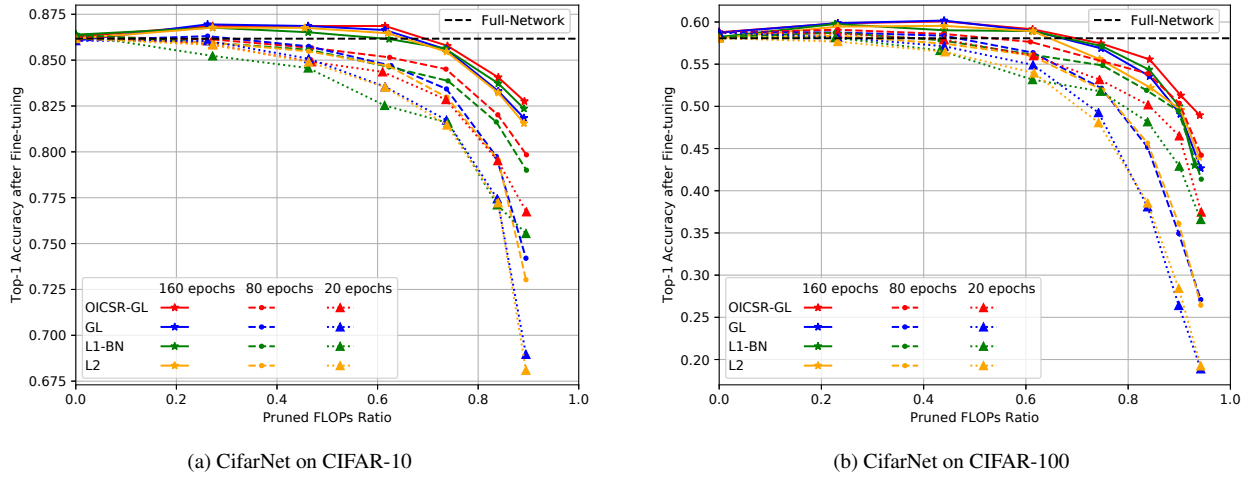 0.875
0.850
0.825
0.800
0.775
0.750
0.725
0.700
0.675
Top-1 Accuracy after Fine-tuning
Full-Network
160 epochs 80 epochs 20 epochs
OICSR-GL
GL
L1-BN
L2
0.0 0.2 0.4 0.6 0.8 1.0
Pruned FLOPs Ratio
(a) CifarNet on CIFAR-10
0.60
0.55
0.50
0.45
0.40
0.35
0.30
0.25
0.20
Top-1 Accuracy after Fine-tuning
Full-Network
160 epochs 80 epochs 20 epochs
OICSR-GL
GL
L1-BN
L2
0.0 0.2 0.4 0.6 0.8 1.0
Pruned FLOPs Ratio
(b) CifarNet on CIFAR-100